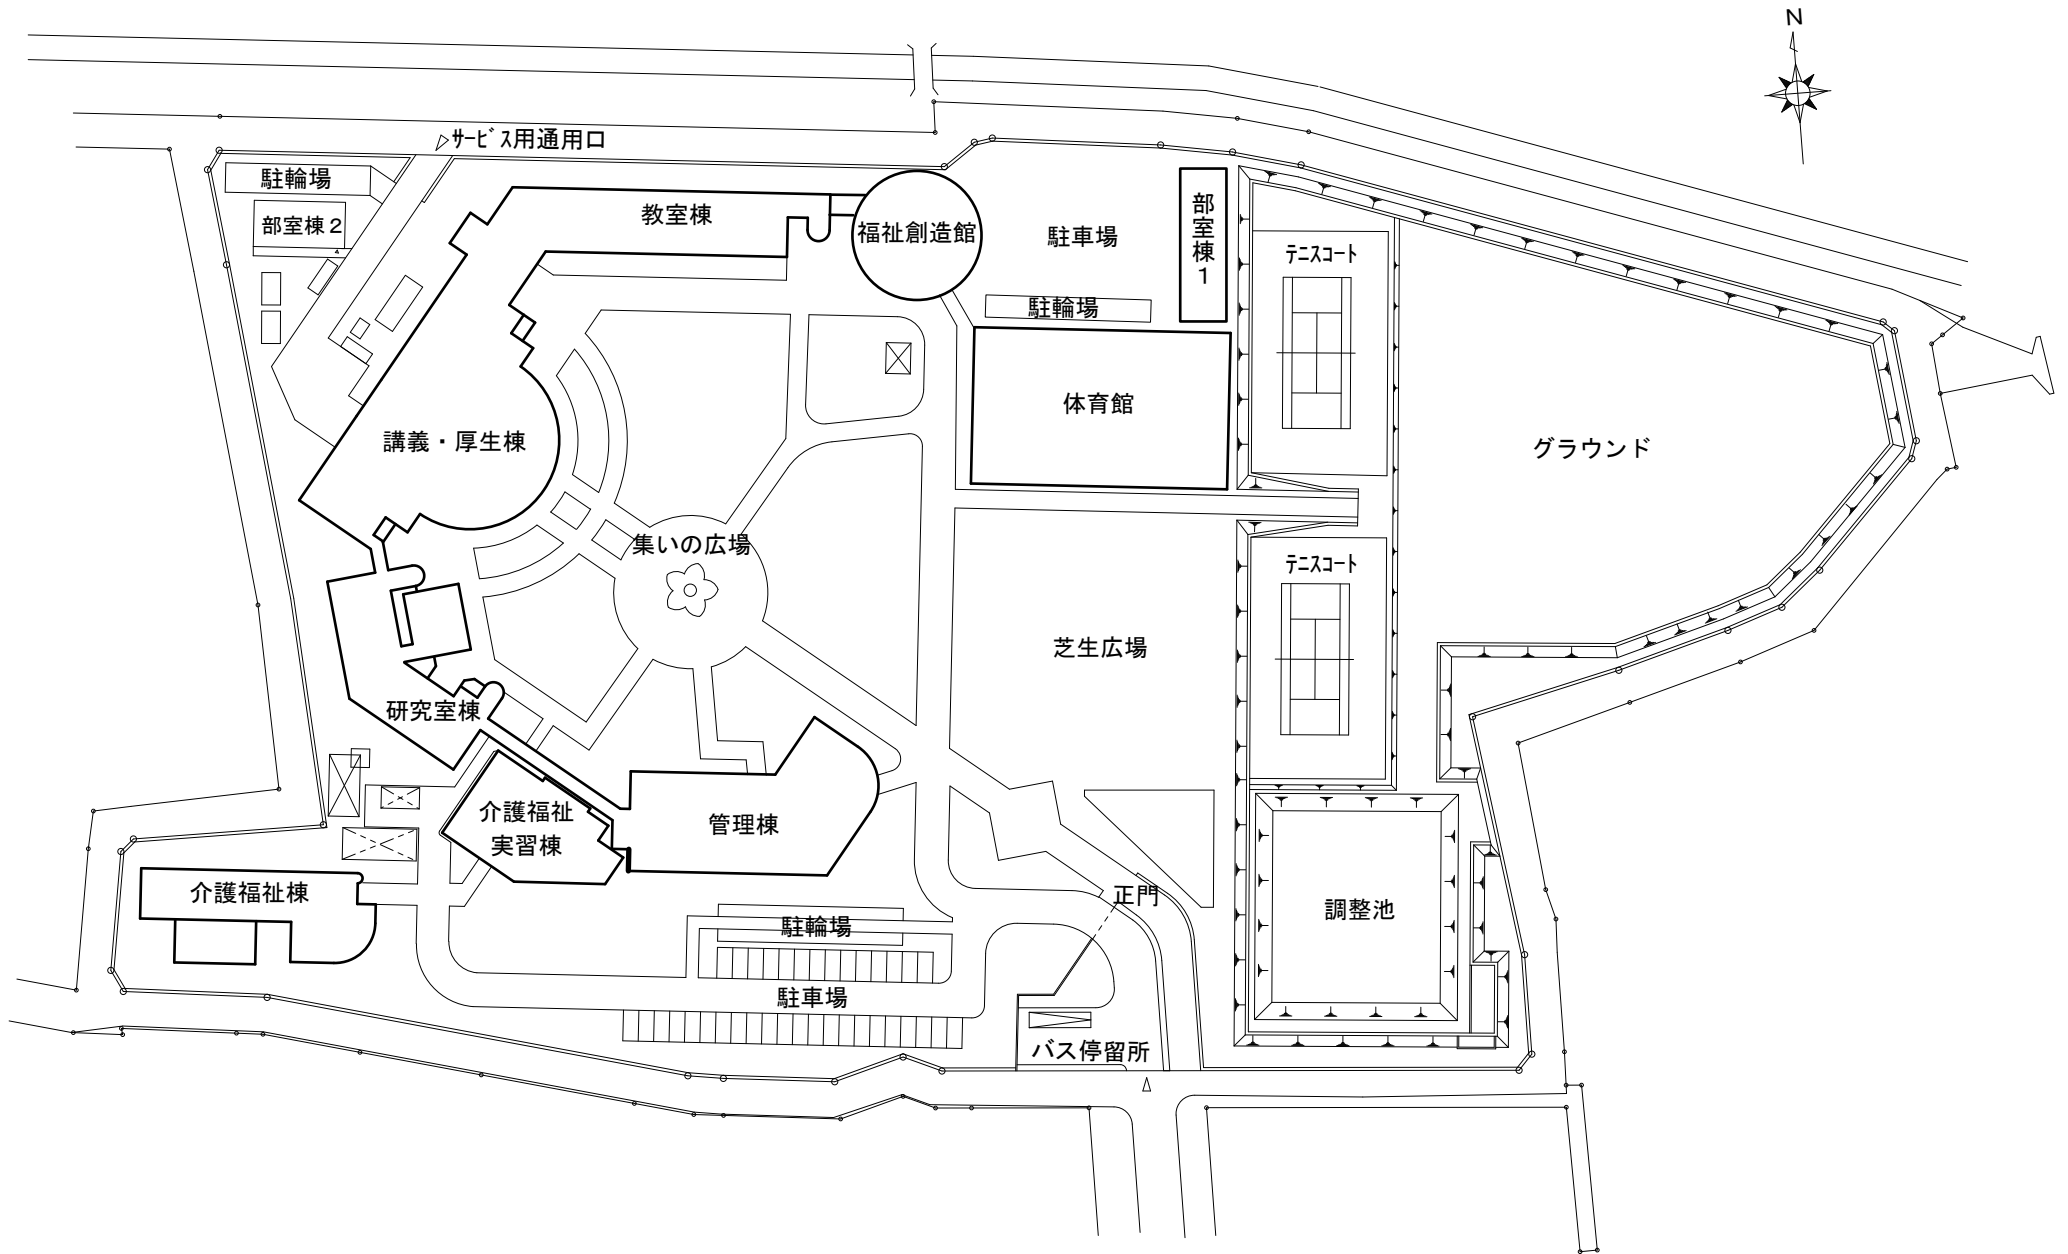 N
サービス用通用口
駐輪場
部室棟２
教室棟
福祉創造館
駐車場
部室棟１
テニスコート
駐輪場
体育館
講義・厚生棟
グラウンド
集いの広場
テニスコート
芝生広場
研究室棟
介護福祉
実習棟
管理棟
介護福祉棟
正門
調整池
駐輪場
駐車場
バス停留所